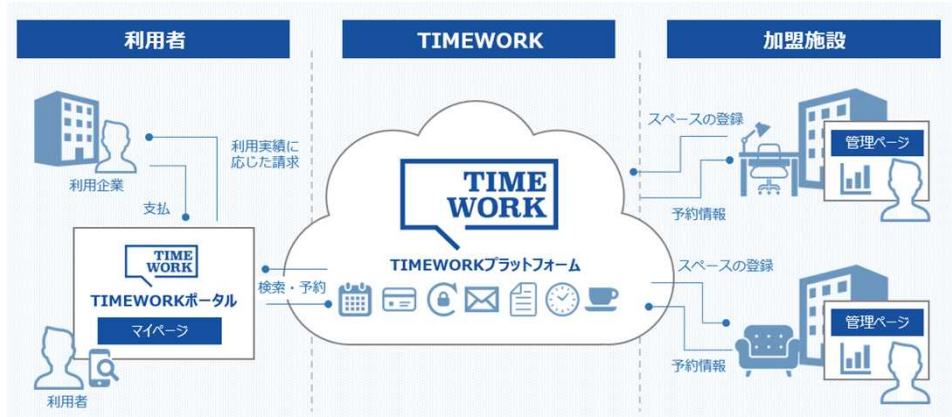 利用者
TIMEWORK
加盟施設
利用企業
利用実績に
応じた請求
支払
TIME
WORK
TIMEWORKポータル
マイページ
利用者
検索・予約
TIME
WORK
TIMEWORKプラットフォーム
スペースの登録
予約情報
管理ページ
スペースの登録
予約情報
管理ページ